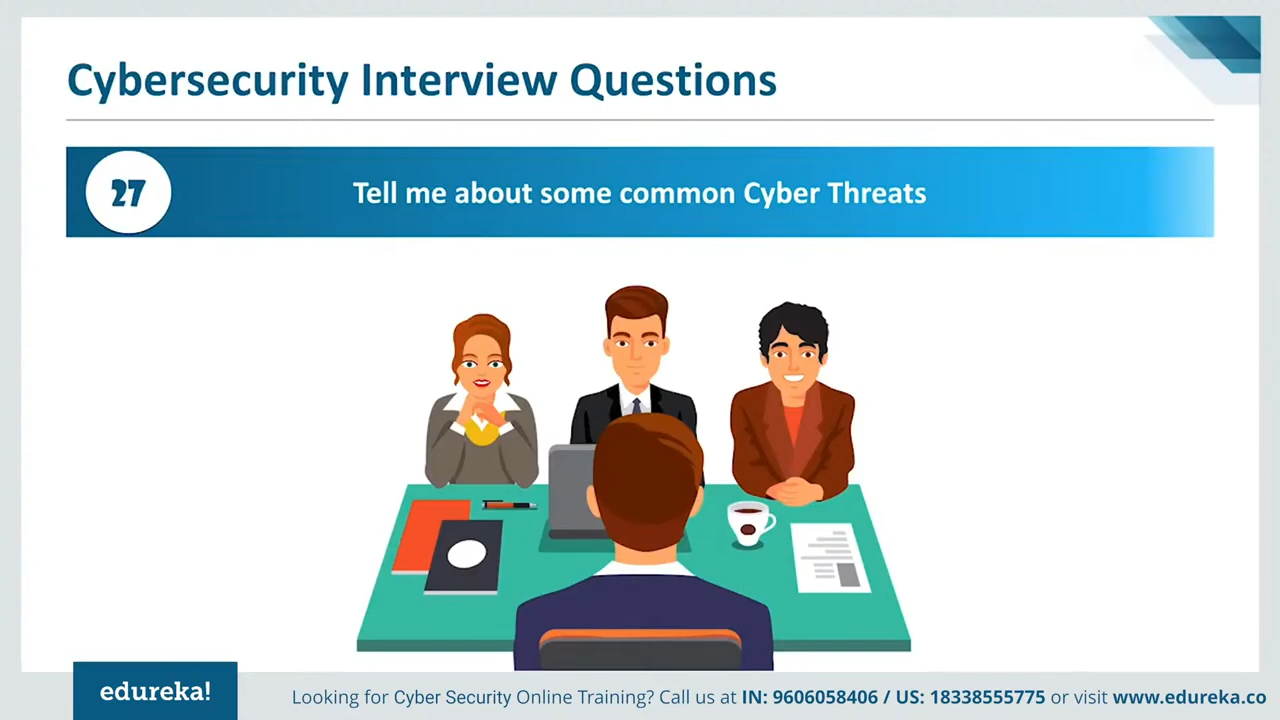 Cybersecurity Interview Questions
27
Tell me about some common Cyber Threats
edureka!
Looking for Cyber Security Online Training? Call us at IN: 9606058406 / US: 18338555775 or visit www.edureka.co